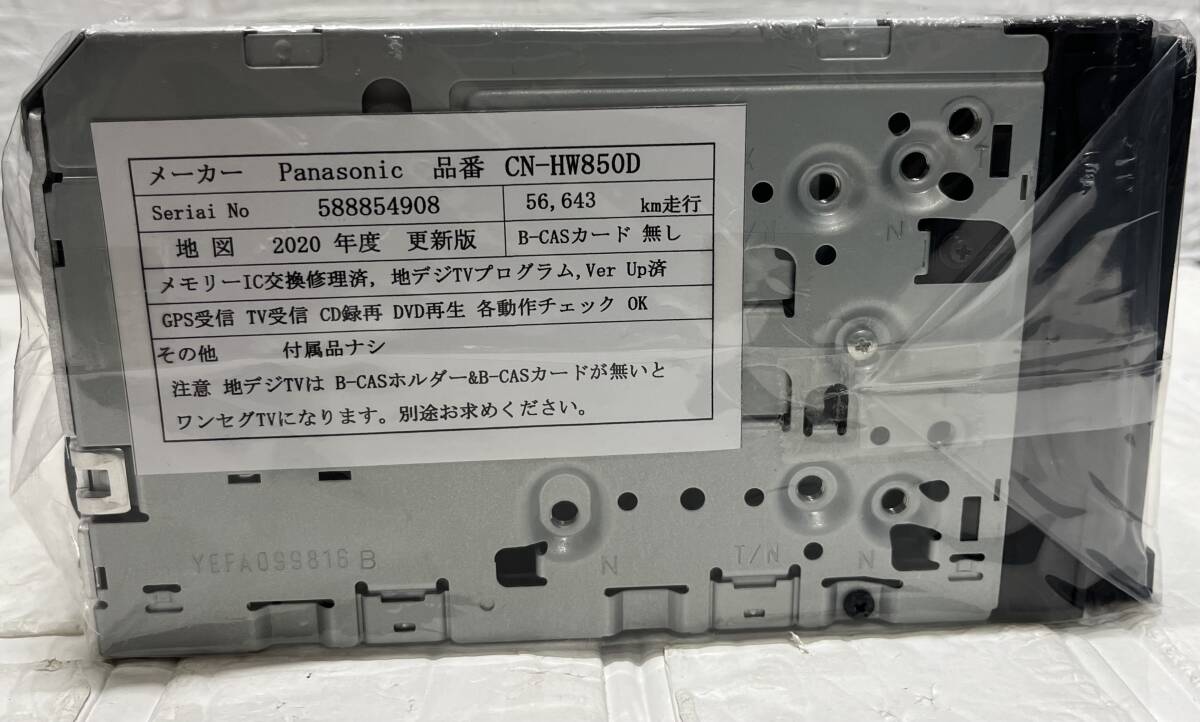 メーカー Panasonic 品番 CN-HW850D
Seriai No 588854908 56,643 km走行
地 図 2020 年度 更新版 B-CASカード 無し
メモリーIC交換修理済, 地デジTVプログラム,Ver Up済
GPS受信 TV受信 CD録再 DVD再生 各動作チェック OK
その他 付属品ナシ
注意 地デジTVは B-CASホルダー&B-CASカードが無いと
ワンセグTVになります。別途お求めください。
T
N
YEFA099816 B
N
T/N
N